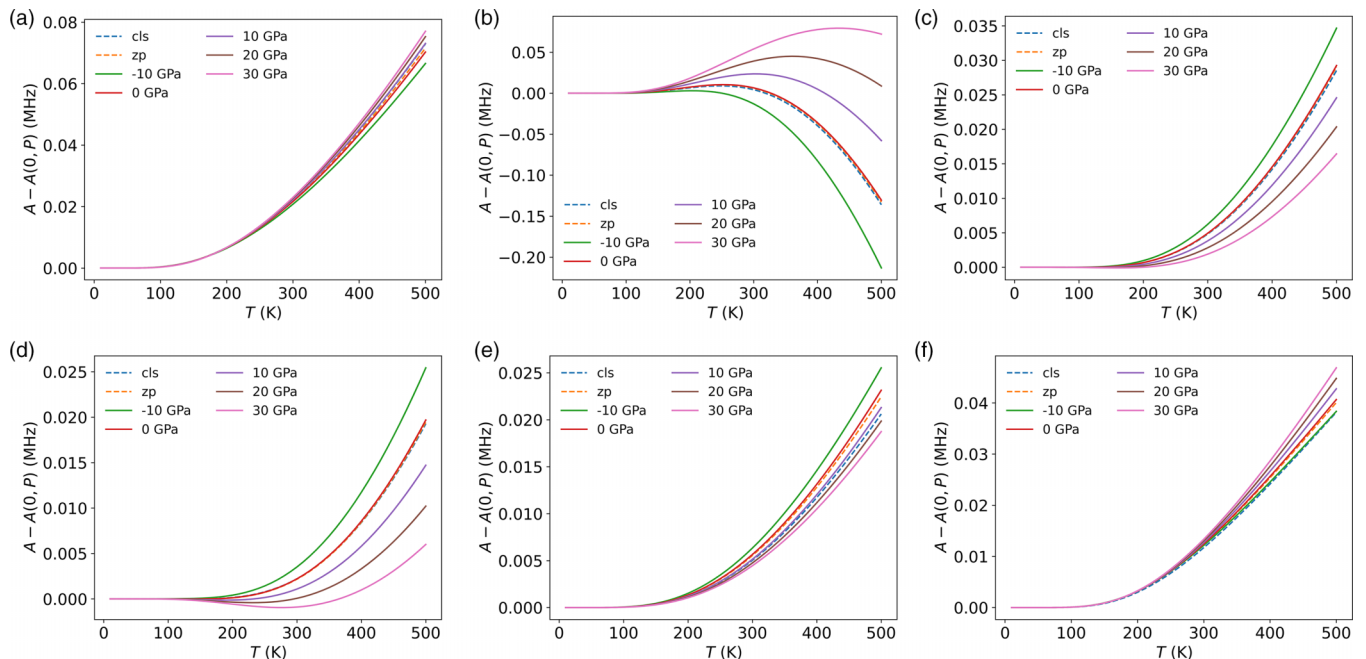 (a)
0.08
0.06
0.04
0.02
0.00
A − A(0, P) (MHz)
cls
zp
-10 GPa
0 GPa
10 GPa
20 GPa
30 GPa
0 100 200 300 400 500
T (K)
(b)
0.05
0.00
−0.05
−0.10
−0.15
−0.20
A − A(0, P) (MHz)
cls
zp
-10 GPa
0 GPa
10 GPa
20 GPa
30 GPa
0 100 200 300 400 500
T (K)
(c)
0.035
0.030
0.025
0.020
0.015
0.010
0.005
0.000
A − A(0, P) (MHz)
cls
zp
-10 GPa
0 GPa
10 GPa
20 GPa
30 GPa
0 100 200 300 400 500
T (K)
(d)
0.025
0.020
0.015
0.010
0.005
0.000
A − A(0, P) (MHz)
cls
zp
-10 GPa
0 GPa
10 GPa
20 GPa
30 GPa
0 100 200 300 400 500
T (K)
(e)
0.025
0.020
0.015
0.010
0.005
0.000
A − A(0, P) (MHz)
cls
zp
-10 GPa
0 GPa
10 GPa
20 GPa
30 GPa
0 100 200 300 400 500
T (K)
(f)
0.04
0.03
0.02
0.01
0.00
A − A(0, P) (MHz)
cls
zp
-10 GPa
0 GPa
10 GPa
20 GPa
30 GPa
0 100 200 300 400 500
T (K)